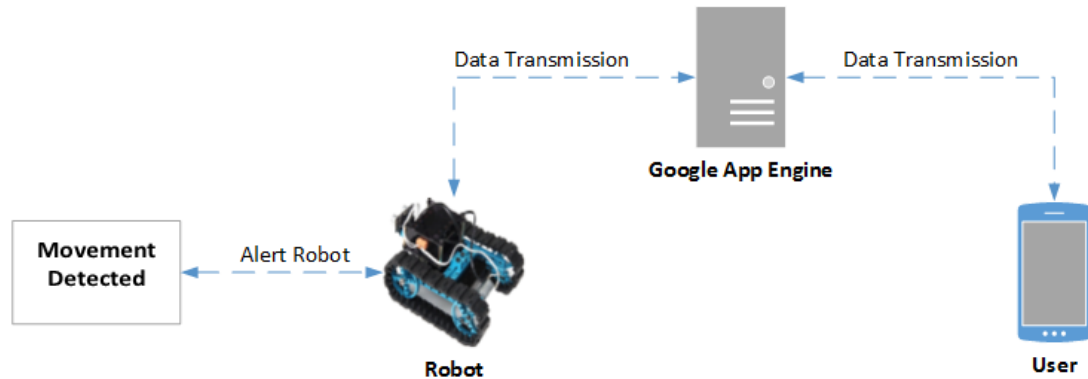 Data Transmission
Data Transmission
Google App Engine
Movement
Detected
Alert Robot
Robot
User